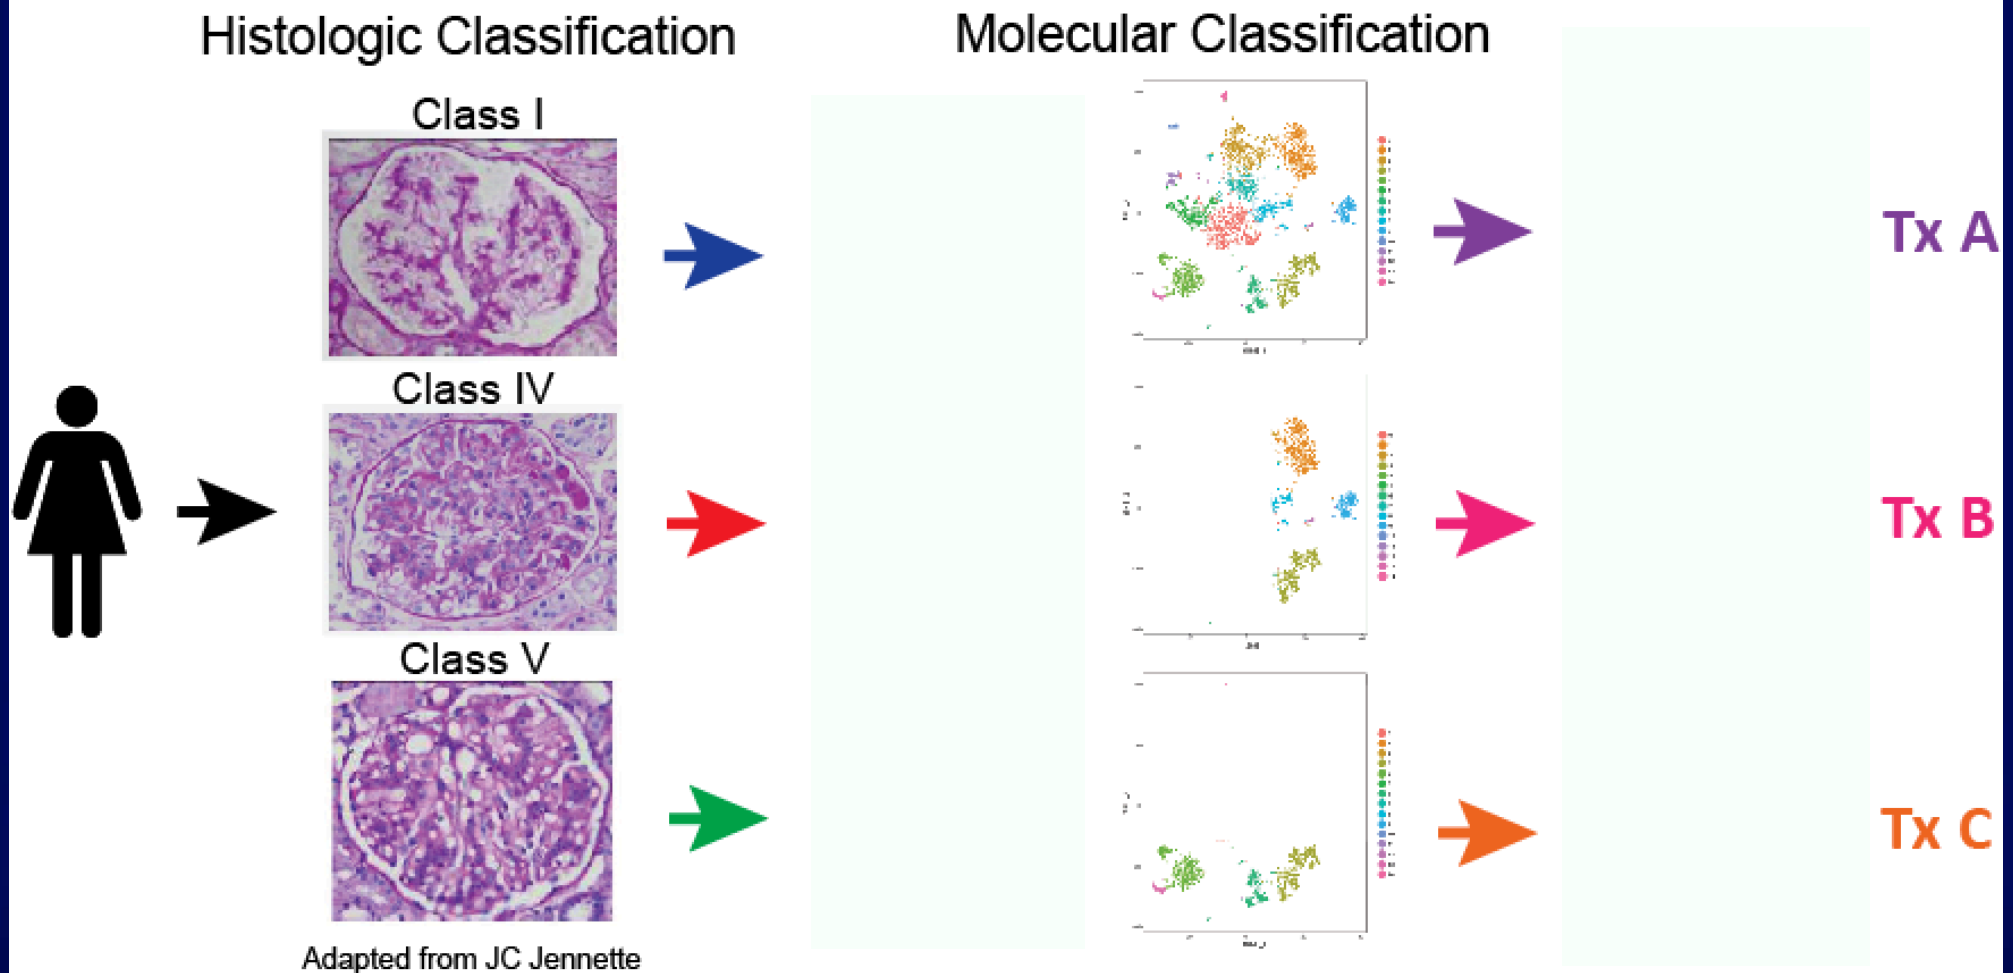 Histologic Classification
Molecular Classification
Class I
Tx A
Class IV
Tx B
Class V
Tx C
Adapted from JC Jennette